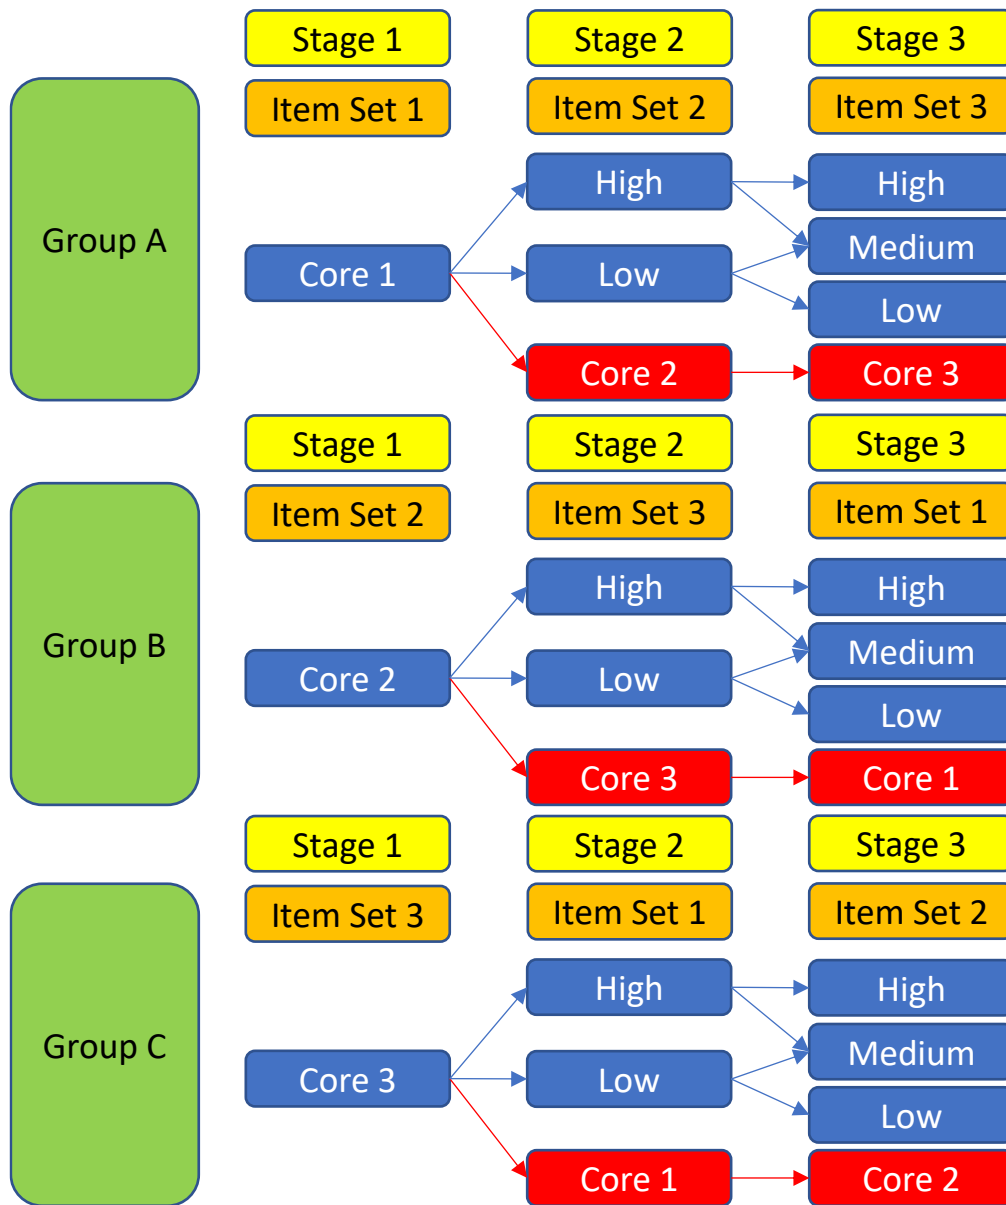 Stage 1
Stage 2
Stage 3
Item Set 1
Item Set 2
Item Set 3
Group A
Core 1
High
High
Medium
Low
Low
Core 2
Core 3
Stage 1
Stage 2
Stage 3
Item Set 2
Item Set 3
Item Set 1
Group B
Core 2
High
High
Medium
Low
Low
Core 3
Core 1
Stage 1
Stage 2
Stage 3
Item Set 3
Item Set 1
Item Set 2
Group C
Core 3
High
High
Medium
Low
Low
Core 1
Core 2